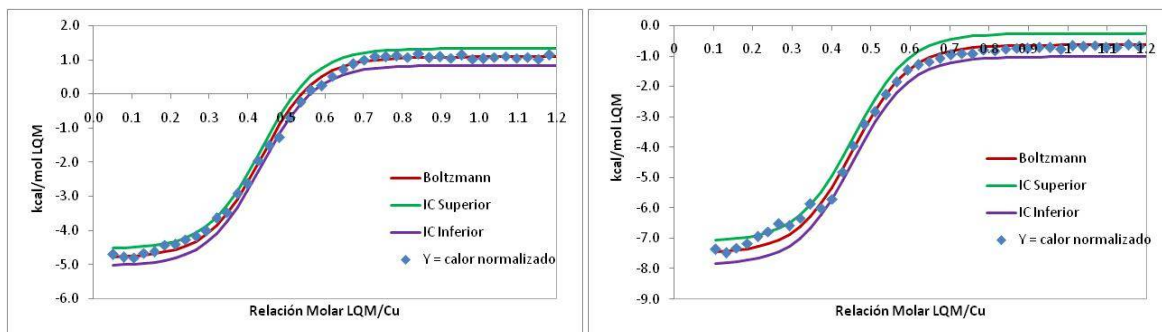 2.0
1.0
0.0
-1.0
-2.0
-3.0
-4.0
-5.0
-6.0
kcal/mol LQM
0.0 0.1 0.2 0.3 0.4 0.5 0.6 0.7 0.8 0.9 1.0 1.1 1.2
Boltzmann
IC Superior
IC Inferior
Y = calor normalizado
Relación Molar LQM/Cu
0.0
-1.0
-2.0
-3.0
-4.0
-5.0
-6.0
-7.0
-8.0
-9.0
kcal/mol LQM
0 0.1 0.2 0.3 0.4 0.5 0.6 0.7 0.8 0.9 1 1.1 1.2
Boltzmann
IC Superior
IC Inferior
Y = calor normalizado
Relación Molar LQM/Cu